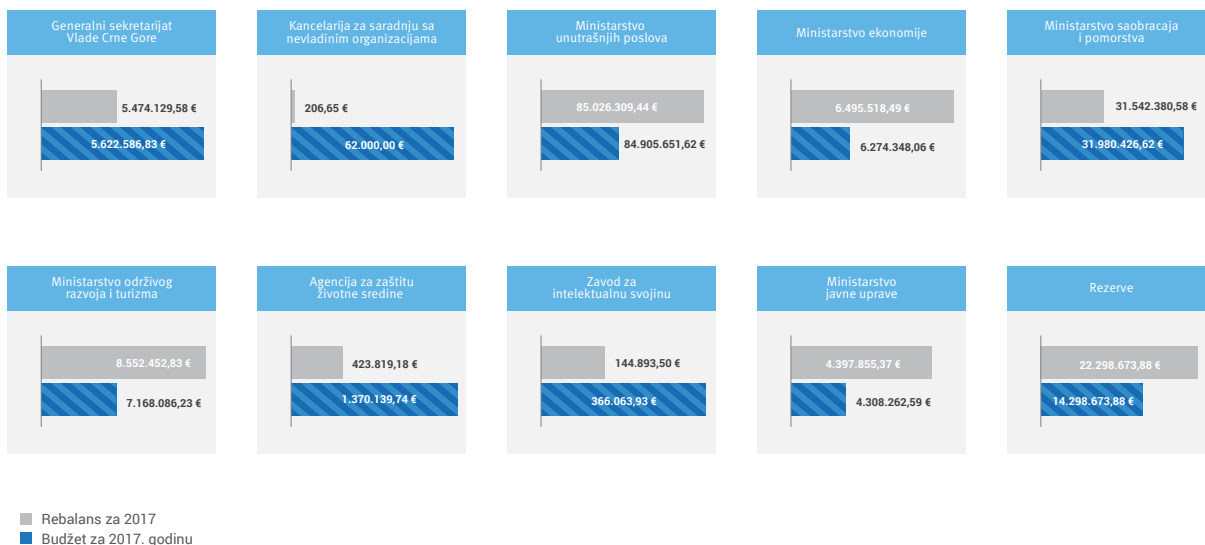 Generalni sekretarijat
Vlade Crne Gore
5.474.129,58 €
5.622.586,83 €
Kancelarija za saradnju sa
nevladinim organizacijama
206,65 €
62.000,00 €
Ministarstvo
unutrašnjih poslova
85.026.309,44 €
84.905.651,62 €
Ministarstvo ekonomije
6.495.518,49 €
6.274.348,06 €
Ministarstvo saobracaja
i pomorstva
31.542.380,58 €
31.980.426,62 €
Ministarstvo održivog
razvoja i turizma
8.552.452,83 €
7.168.086,23 €
Agencija za zaštitu
životne sredine
423.819,18 €
1.370.139,74 €
Zavod za
intelektualnu svojinu
144.893,50 €
366.063,93 €
Ministarstvo
javne uprave
4.397.855,37 €
4.308.262,59 €
Rezerve
22.298.673,88 €
14.298.673,88 €
Rebalans za 2017
Budžet za 2017. godinu